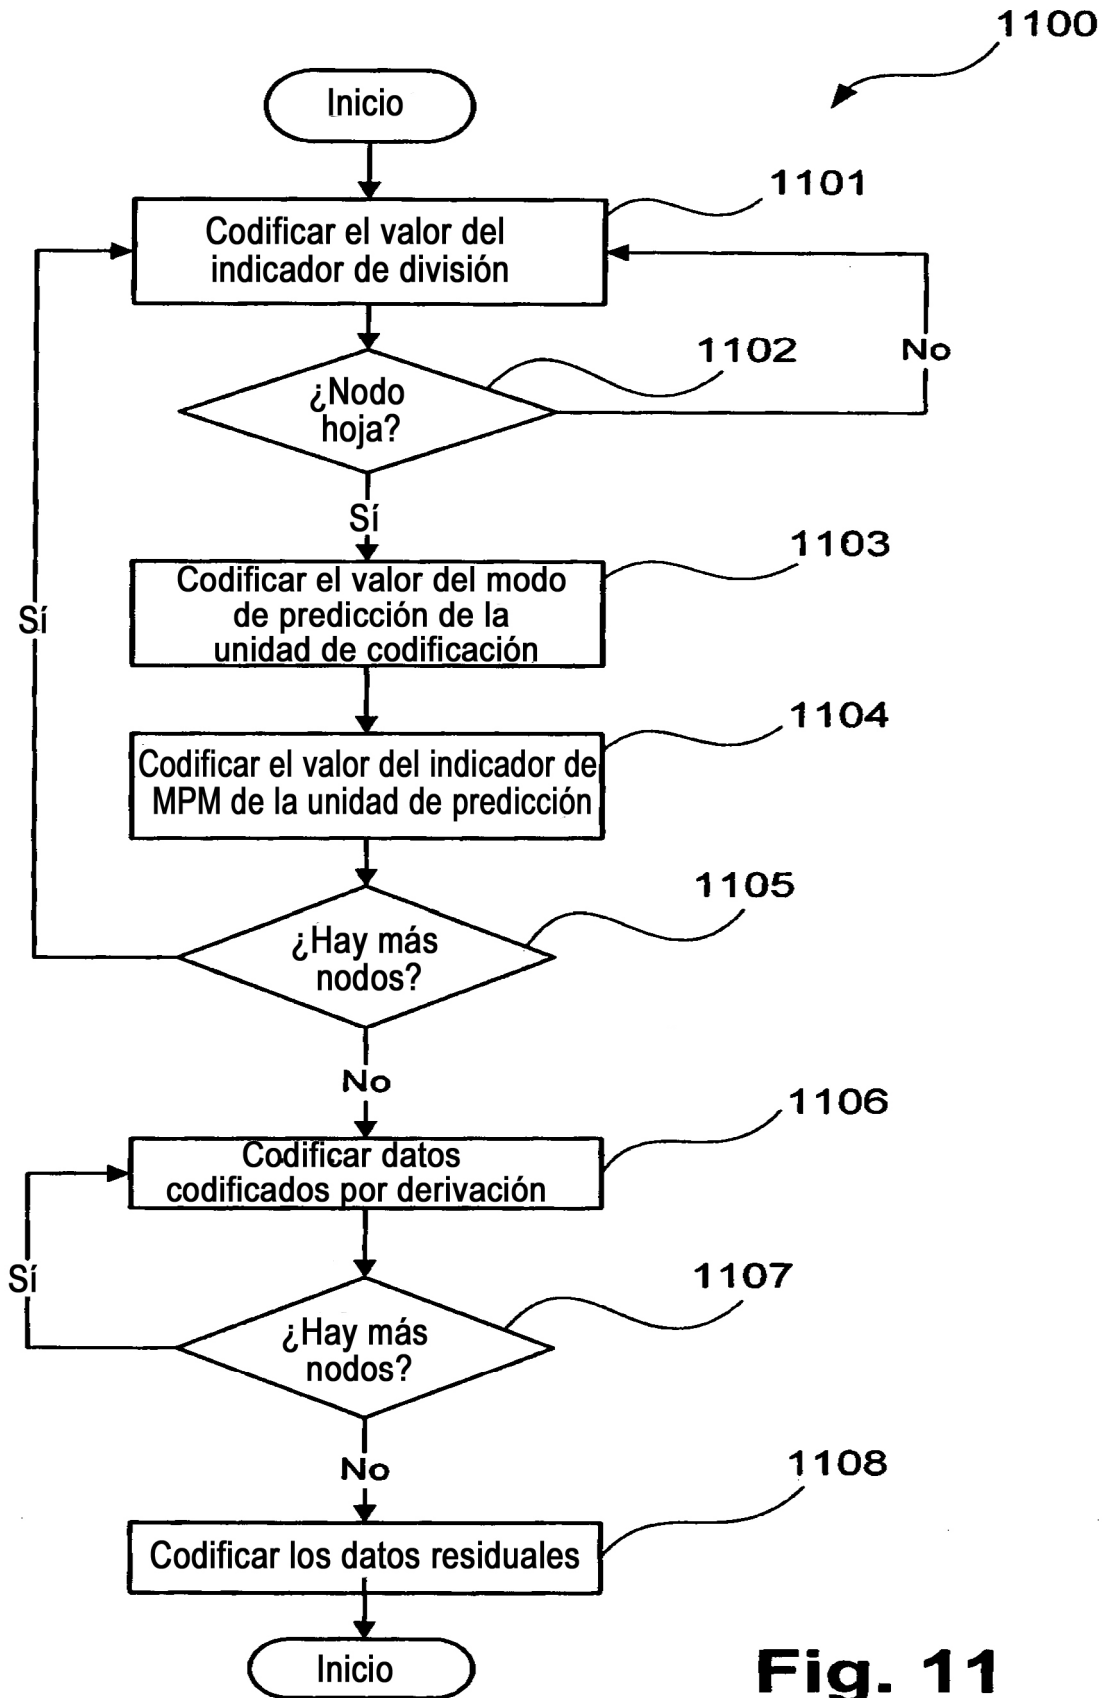 1100
Inicio
1101
Codificar el valor del
indicador de división
1102
No
¿Nodo
hoja?
Sí
1103
Codificar el valor del modo
de predicción de la
unidad de codificación
Sí
1104
Codificar el valor del indicador de
MPM de la unidad de predicción
1105
¿Hay más
nodos?
No
1106
Codificar datos
codificados por derivación
Sí
1107
¿Hay más
nodos?
No
1108
Codificar los datos residuales
Inicio
Fig. 11